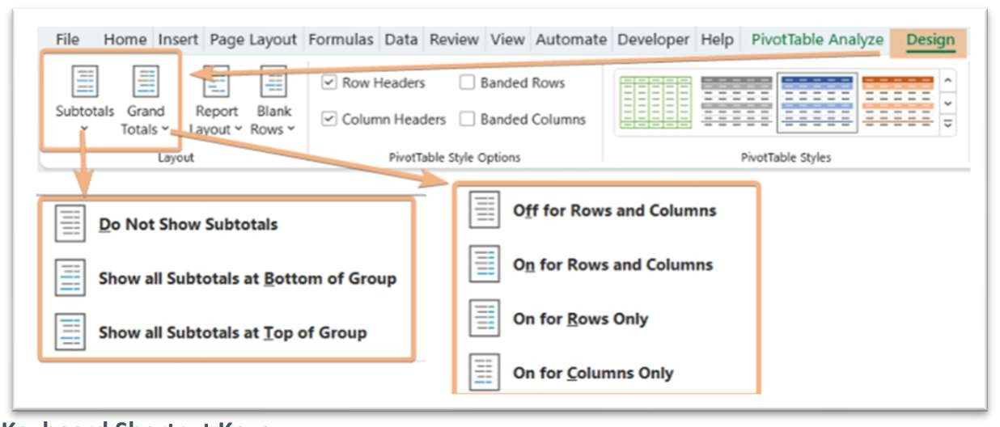 File Home Insert Page Layout Formulas Data Review View Automate Developer Help PivotTable Analyze Design
Subtotals
Grand
Totals
Report
Layout
Blank
Rows
Layout
Row Headers
Banded Rows
Column Headers
Banded Columns
PivotTable Style Options
PivotTable Styles
Do Not Show Subtotals
Show all Subtotals at Bottom of Group
Show all Subtotals at Top of Group
Off for Rows and Columns
On for Rows and Columns
On for Rows Only
On for Columns Only